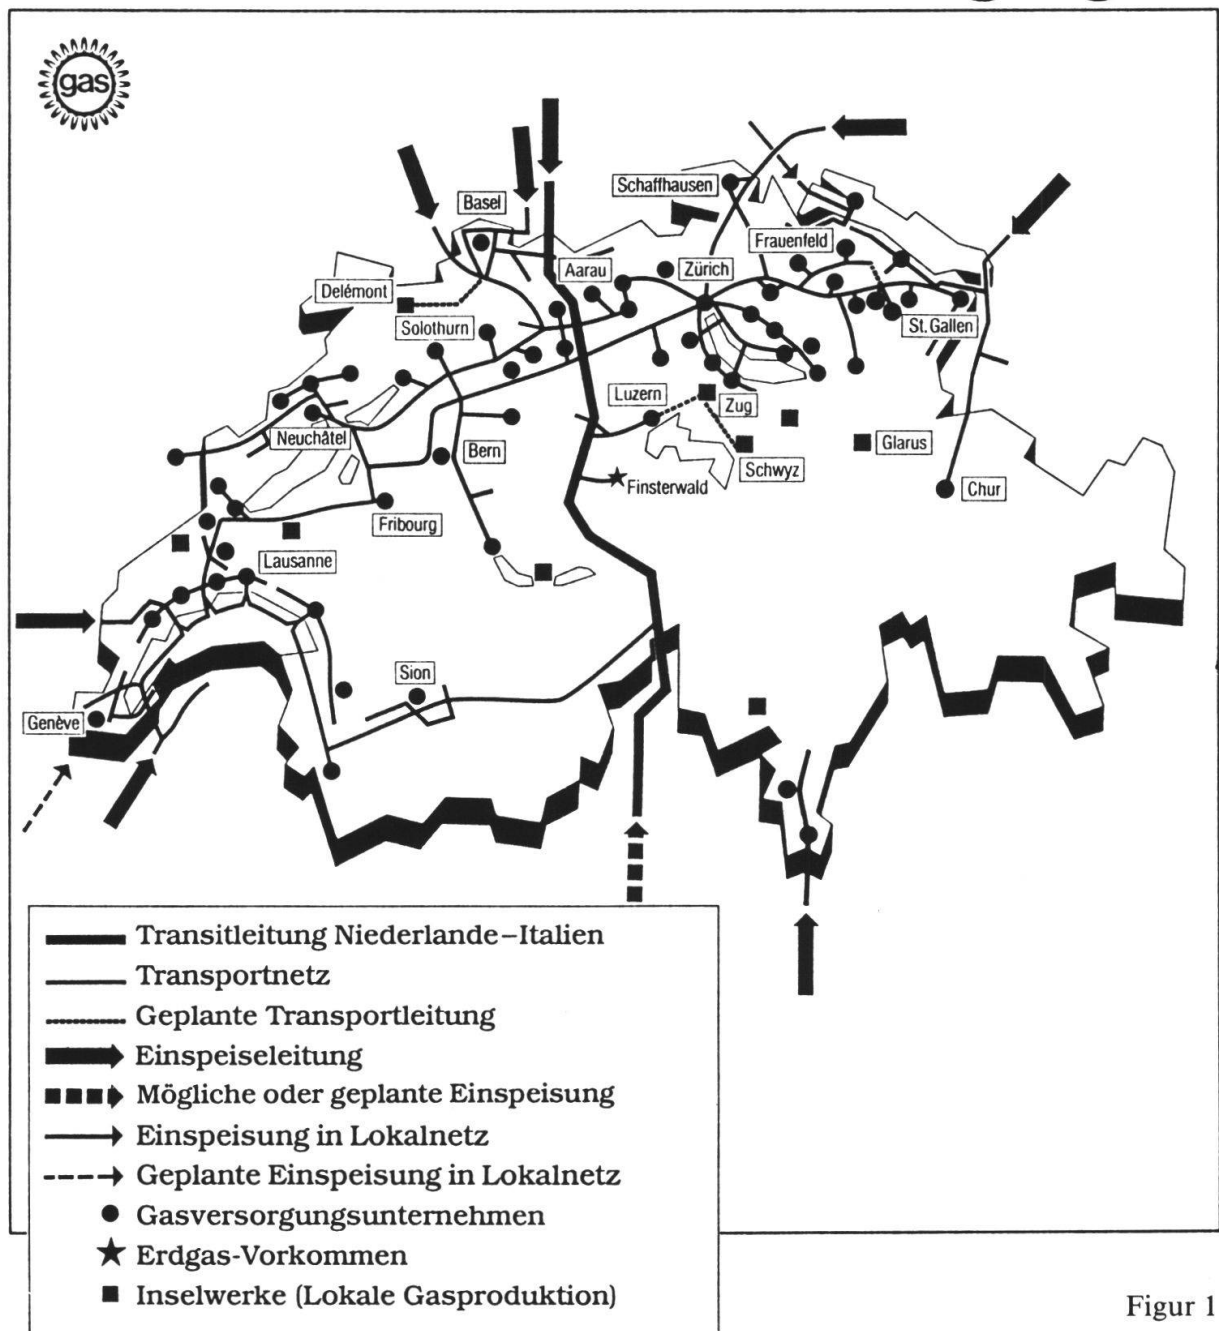 gas
Schaffhausen
Basel
Frauenfeld
Aarau
Zürich
Delémont
Solothurn
St. Gallen
Luzern
Zug
Neuchâtel
Bern
Schwyz
Glarus
Finsterwald
Chur
Fribourg
Lausanne
Sion
Genève
Transitleitung Niederlande–Italien
Transportnetz
Geplante Transportleitung
Einspeiseleitung
Mögliche oder geplante Einspeisung
Einspeisung in Lokalnetz
Geplante Einspeisung in Lokalnetz
Gasversorgungsunternehmen
Erdgas-Vorkommen
Inselwerke (Lokale Gasproduktion)
Figur 1